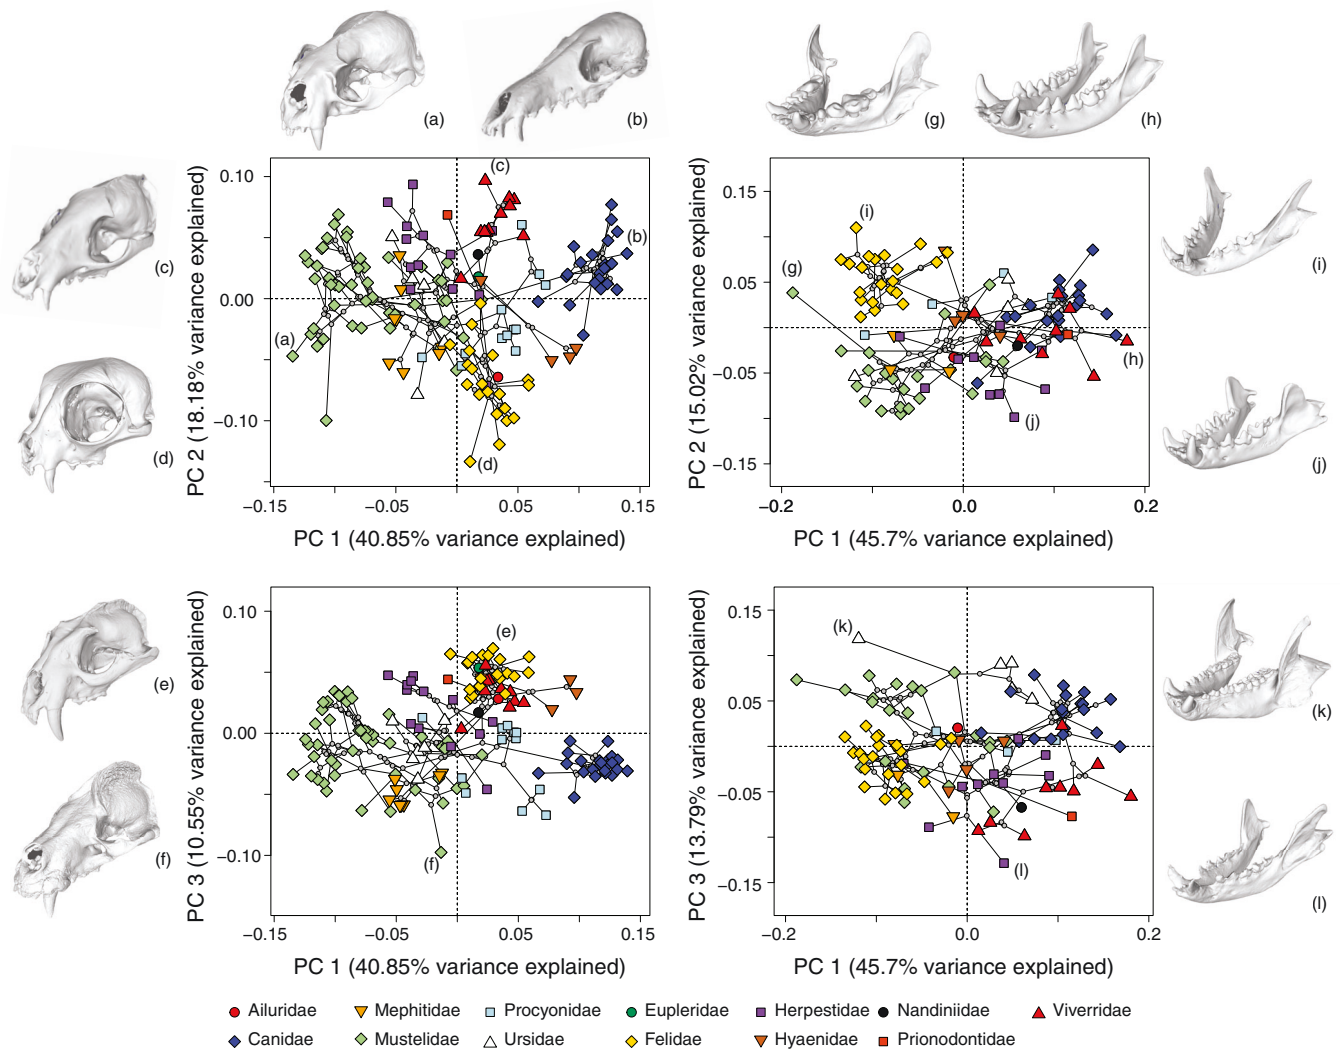 (a)
(b)
(g)
(h)
(c)
(d)
(i)
(j)
PC 2 (18.18% variance explained)
0.10
0.00
−0.10
(c)
(b)
(a)
(d)
−0.15
−0.05
0.05
0.15
PC 1 (40.85% variance explained)
PC 2 (15.02% variance explained)
0.15
0.05
−0.05
−0.15
(i)
(g)
(h)
(j)
−0.2
0.0
0.2
PC 1 (45.7% variance explained)
(e)
(f)
(k)
(l)
PC 3 (10.55% variance explained)
0.10
0.00
−0.10
(e)
(f)
−0.15
−0.05
0.05
0.15
PC 1 (40.85% variance explained)
PC 3 (13.79% variance explained)
0.15
0.05
−0.05
−0.15
(k)
(l)
−0.2
0.0
0.2
PC 1 (45.7% variance explained)
Ailuridae Mephitidae Procyonidae Eupleridae Herpestidae Nandiniidae Viverridae
Canidae Mustelidae Ursidae Felidae Hyaenidae Prionodontidae